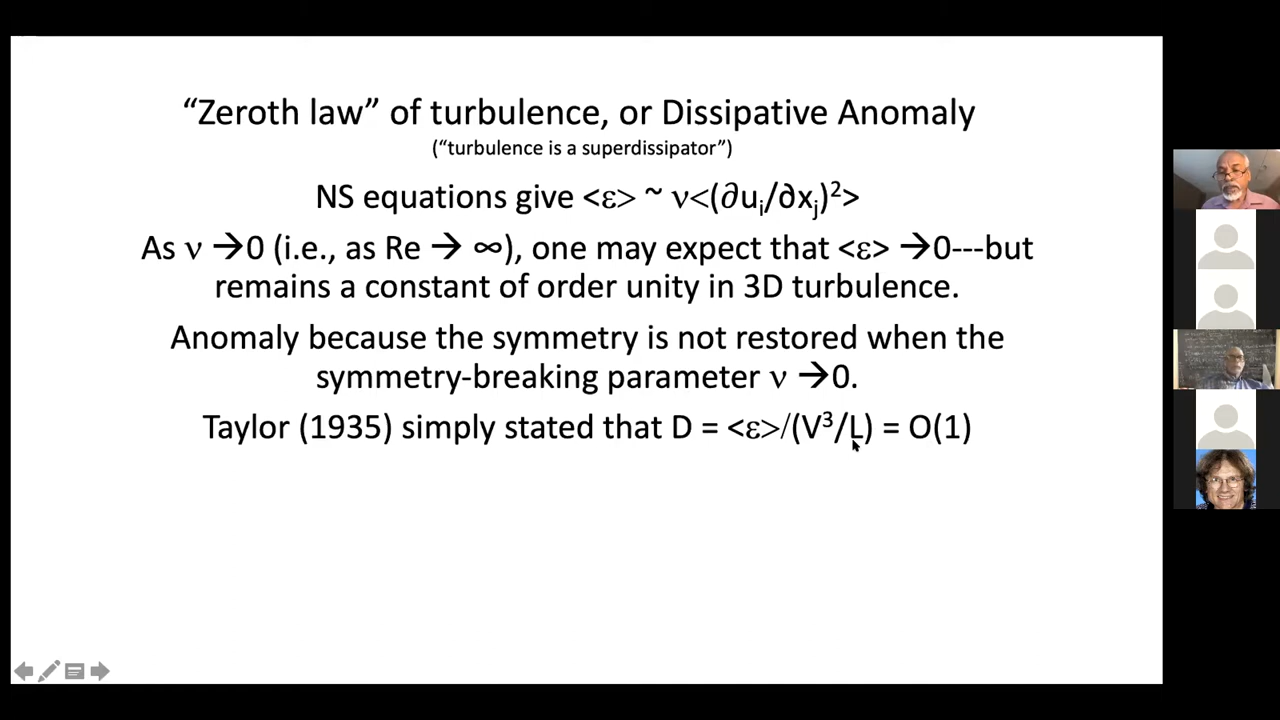 “Zeroth law” of turbulence, or Dissipative Anomaly
(“turbulence is a superdissipator”)
NS equations give <ε> ~ ν<(∂uᵢ/∂xⱼ)²>
As ν →0 (i.e., as Re → ∞), one may expect that <ε> →0---but
remains a constant of order unity in 3D turbulence.
Anomaly because the symmetry is not restored when the
symmetry-breaking parameter ν →0.
Taylor (1935) simply stated that D = <ε>/(V³/L) = O(1)